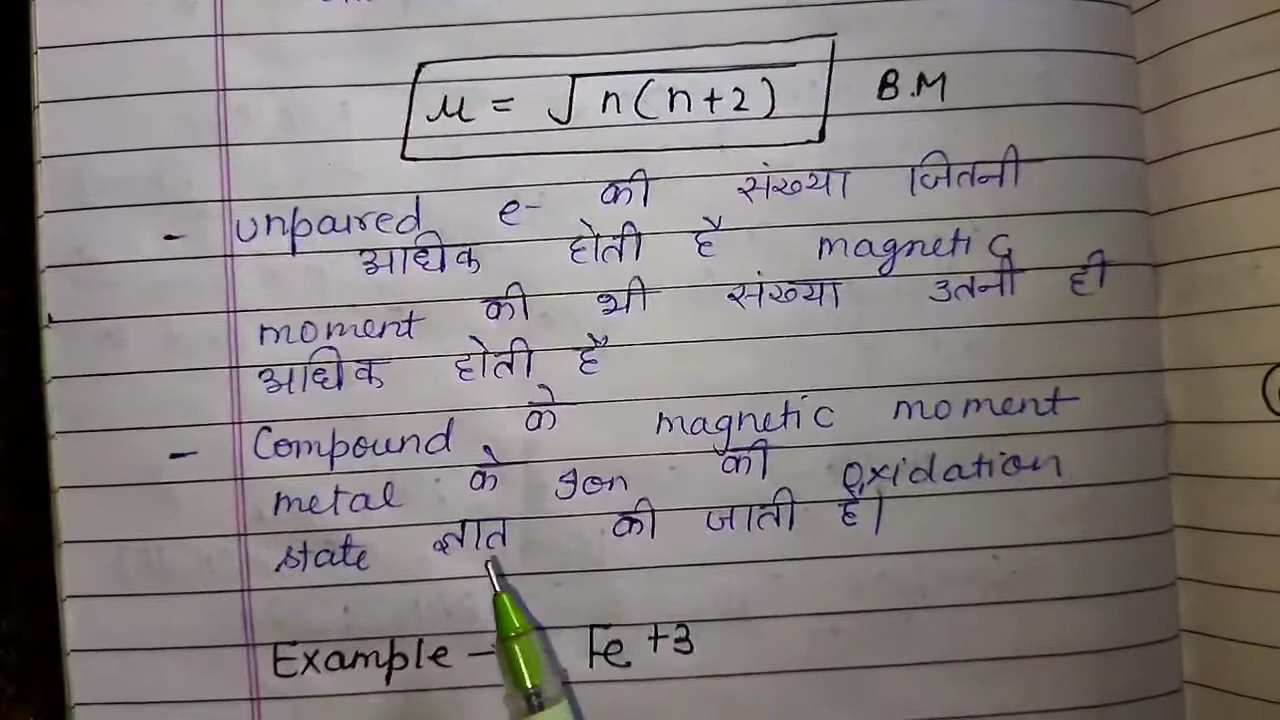 μ = √n(n+2) B.M
- unpaired e- की संख्या जितनी
अधिक होती है magnetic
moment की भी संख्या उतनी ही
अधिक होती है
- Compound के magnetic moment
metal के Ion की Oxidation
state ज्ञात की जाती है।
Example - Fe +3